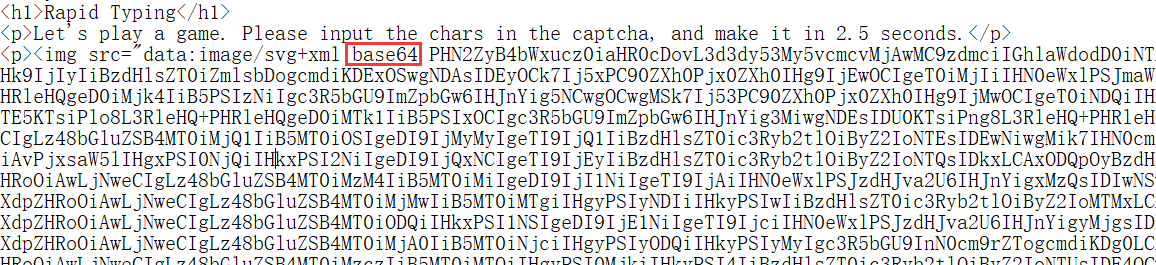 <h1>Rapid Typing</h1>
<p>Let's play a game. Please input the chars in the captcha, and make it in 2.5 seconds.</p>
<p><img src="data:image/svg+xml base64 PHN2ZyB4bWxucz0iaHR0cDovL3d3dy53My5vcmcvMjAwMC9zdmciIGhlaWdodD0iNT
Hk9IjIyIiBzdHlsZT0iZmlsbDogcmdiKDExOSwgNDAsIDEyOCk7Ij5xPC90ZXh0Pjx0ZXh0IHg9IjEwOCIgeT0iMjIiIHN0eWxlPSJmaW
HRleHQgeD0iMjk4IiB5PSIzNiIgc3R5bGU9ImZpbGw6IHJnYig5NCwgOCwgMSk7Ij53PC90ZXh0Pjx0ZXh0IHg9IjMwOCIgeT0iNDQiIH
TE5KTsiPlo8L3RleHQ+PHRleHQgeD0iMTk1IiB5PSIxOCIgc3R5bGU9ImZpbGw6IHJnYig3MiwgNDEsIDU0KTsiPng8L3RleHQ+PHRleH
CIgLz48bGluZSB4MT0iMjQ1IiB5MT0iOSIgeDI9IjMyMyIgeTI9IjQ1IiBzdHlsZT0ic3Ryb2tlOiByZ2IoNTEsIDEwNiwgMik7IHN0cm
iAvPjxsaW5lIHgxPSI0NjQiIHkxPSI2NiIgeDI9IjQxNCIgeTI9IjEyIiBzdHlsZT0ic3Ryb2tlOiByZ2IoNTQsIDkxLCAxODQpOyBzdH
HRoOiAwLjNweCIgLz48bGluZSB4MT0iMzM4IiB5MT0iMiIgeDI9IjI1NiIgeTI9IjAiIHN0eWxlPSJzdHJva2U6IHJnYigxMzQsIDIwNS
XdpZHRoOiAwLjNweCIgLz48bGluZSB4MT0iMjMwIiB5MT0iMTgiIHgyPSIyNDIiIHkyPSIwIiBzdHlsZT0ic3Ryb2tlOiByZ2IoMTMxLC
XdpZHRoOiAwLjNweCIgLz48bGluZSB4MT0iODQiIHkxPSI1NSIgeDI9IjE1NiIgeTI9IjciIHN0eWxlPSJzdHJva2U6IHJnYigyMjgsID
XdpZHRoOiAwLjNweCIgLz48bGluZSB4MT0iMjA0IiB5MT0iNjciIHgyPSIyODQiIHkyPSIyMyIgc3R5bGU9InN0cm9rZTogcmdiKDg0LC